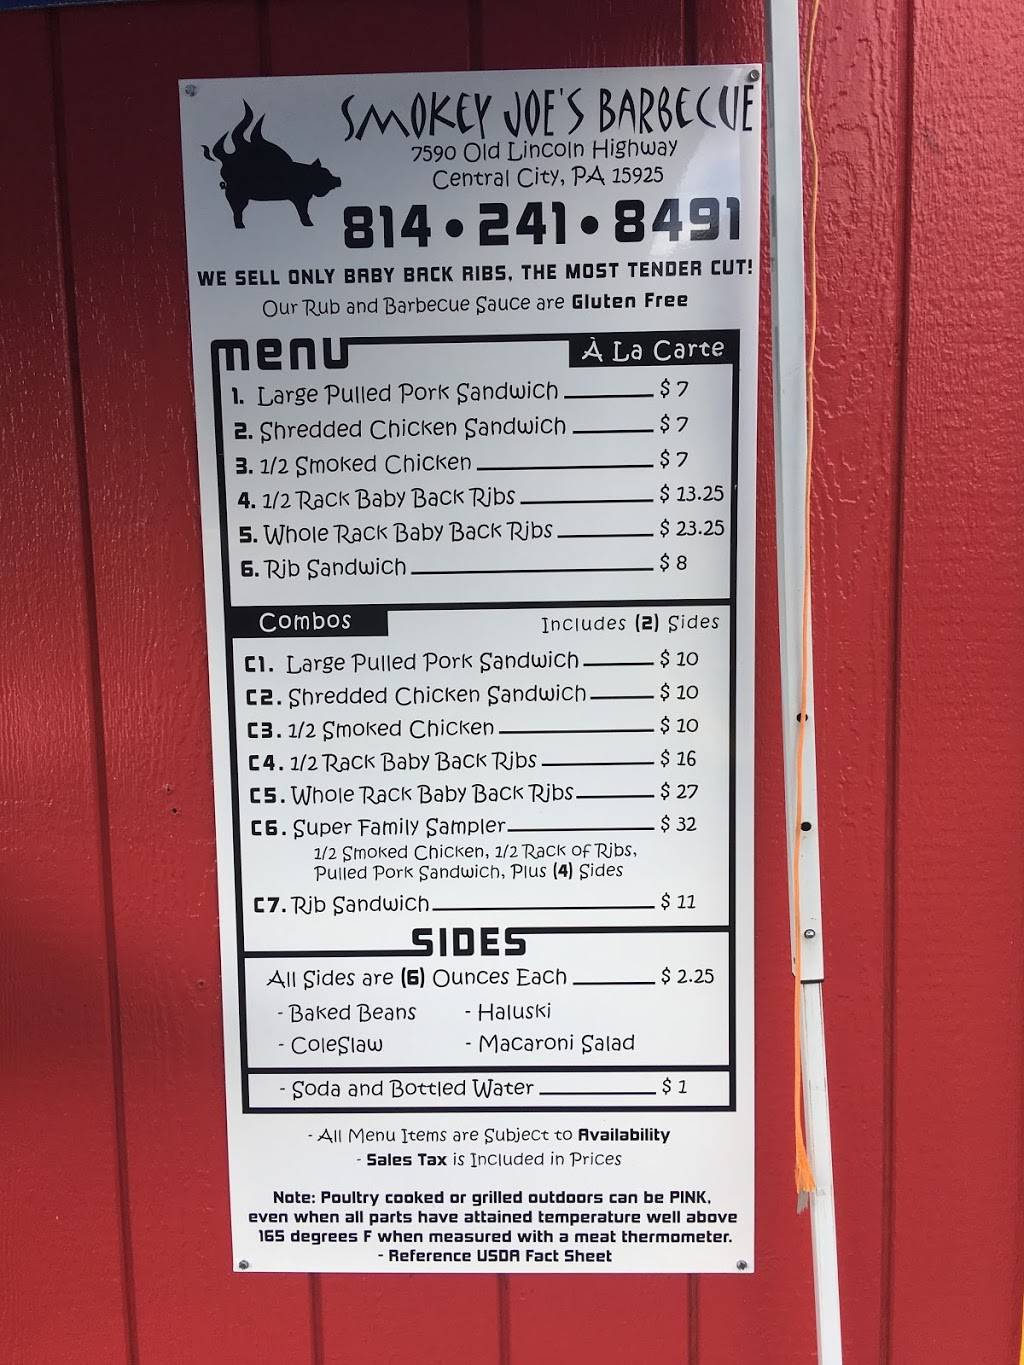 SMOKEY JOE'S BARBECUE
7590 Old Lincoln Highway
Central City, PA 15925
814 • 241 • 8491
WE SELL ONLY BABY BACK RIBS, THE MOST TENDER CUT!
Our Rub and Barbecue Sauce are Gluten Free
menu À La Carte
1. Large Pulled Pork Sandwich $ 7
2. Shredded Chicken Sandwich $ 7
3. 1/2 Smoked Chicken $ 7
4. 1/2 Rack Baby Back Ribs $ 13.25
5. Whole Rack Baby Back Ribs $ 23.25
6. Rib Sandwich $ 8
Combos Includes (2) Sides
C1. Large Pulled Pork Sandwich $ 10
C2. Shredded Chicken Sandwich $ 10
C3. 1/2 Smoked Chicken $ 10
C4. 1/2 Rack Baby Back Ribs $ 16
C5. Whole Rack Baby Back Ribs $ 27
C6. Super Family Sampler $ 32
1/2 Smoked Chicken, 1/2 Rack of Ribs,
Pulled Pork Sandwich, Plus (4) Sides
C7. Rib Sandwich $ 11
SIDES
All Sides are (6) Ounces Each $ 2.25
- Baked Beans - Haluski
- ColeSlaw - Macaroni Salad
- Soda and Bottled Water $ 1
- All Menu Items are Subject to Availability
- Sales Tax is Included in Prices
Note: Poultry cooked or grilled outdoors can be PINK,
even when all parts have attained temperature well above
165 degrees F when measured with a meat thermometer.
- Reference USDA Fact Sheet